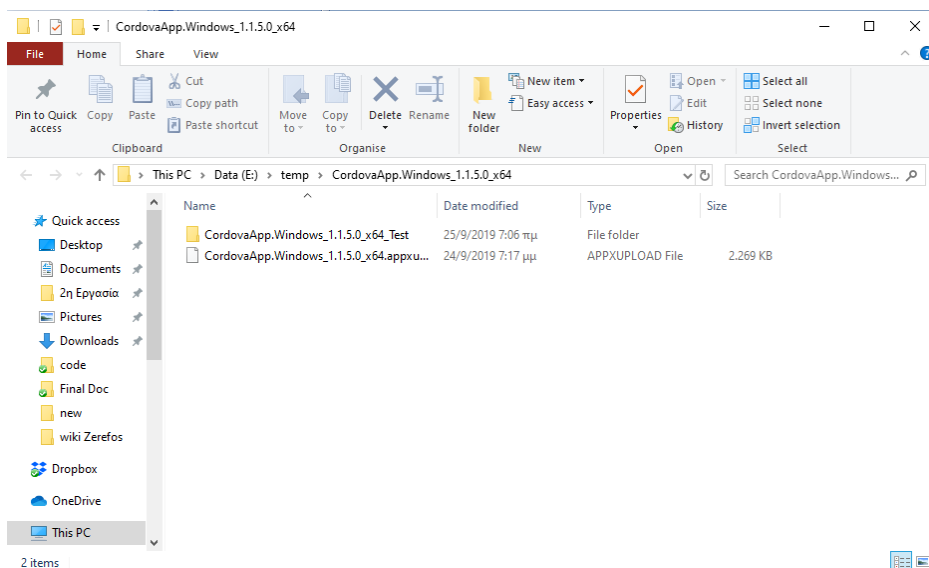 CordovaApp.Windows_1.1.5.0_x64
File Home Share View
Pin to Quick access
Copy
Paste
Cut
Copy path
Paste shortcut
Clipboard
Move to
Copy to
Delete
Rename
Organise
New folder
New item
Easy access
New
Properties
Open
Edit
History
Open
Select all
Select none
Invert selection
Select
This PC > Data (E:) > temp > CordovaApp.Windows_1.1.5.0_x64
Search CordovaApp.Windows...
Name Date modified Type Size
CordovaApp.Windows_1.1.5.0_x64_Test 25/9/2019 7:06 πμ File folder
CordovaApp.Windows_1.1.5.0_x64.appxu... 24/9/2019 7:17 μμ APPXUPLOAD File 2.269 KB
Quick access
Desktop
Documents
2η Εργασία
Pictures
Downloads
code
Final Doc
new
wiki Zerefos
Dropbox
OneDrive
This PC
2 items